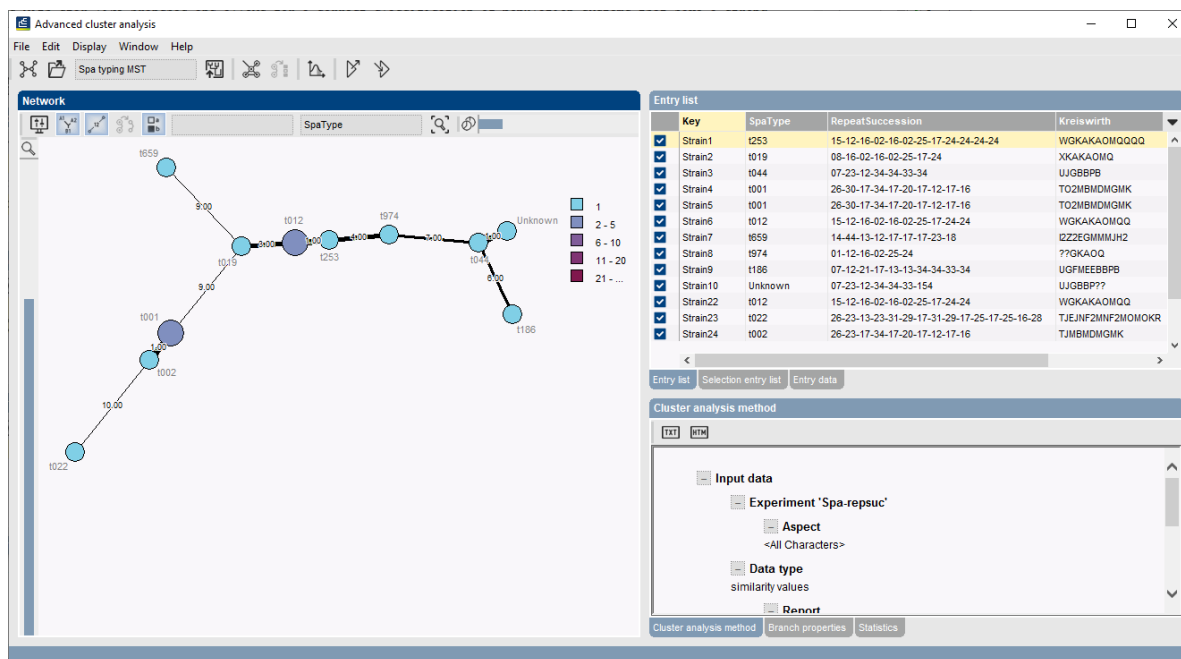 Advanced cluster analysis
File Edit Display Window Help
Spa typing MST
Network
SpaType
t659
9.00
t012
t974
Unknown
3.00
1.00
4.00
7.00
1.00
t019
t253
t044
9.00
6.00
t001
t186
1.00
t002
10.00
t022
1
2 - 5
6 - 10
11 - 20
21 - ...
Entry list
Key SpaType RepeatSuccession Kreiswirth
Strain1 t253 15-12-16-02-16-02-25-17-24-24-24-24 WGKAKAOMQQQQ
Strain2 t019 08-16-02-16-02-25-17-24 XKAKAOMQ
Strain3 t044 07-23-12-34-34-33-34 UJGBBPB
Strain4 t001 26-30-17-34-17-20-17-12-17-16 TO2MBMDMGMK
Strain5 t001 26-30-17-34-17-20-17-12-17-16 TO2MBMDMGMK
Strain6 t012 15-12-16-02-16-02-25-17-24-24 WGKAKAOMQQ
Strain7 t659 14-44-13-12-17-17-17-23-18 I2Z2EGMMMJH2
Strain8 t974 01-12-16-02-25-24 ??GKAOQ
Strain9 t186 07-12-21-17-13-13-34-34-33-34 UGFMEEBBPB
Strain10 Unknown 07-23-12-34-34-33-154 UJGBBP??
Strain22 t012 15-12-16-02-16-02-25-17-24-24 WGKAKAOMQQ
Strain23 t022 26-23-13-23-31-29-17-31-29-17-25-17-25-16-28 TJEJNF2MNF2MOMOKR
Strain24 t002 26-23-17-34-17-20-17-12-17-16 TJMBMDMGMK
Entry list Selection entry list Entry data
Cluster analysis method
TXT HTM
Input data
Experiment 'Spa-repsuc'
Aspect
<All Characters>
Data type
similarity values
Report
Cluster analysis method Branch properties Statistics